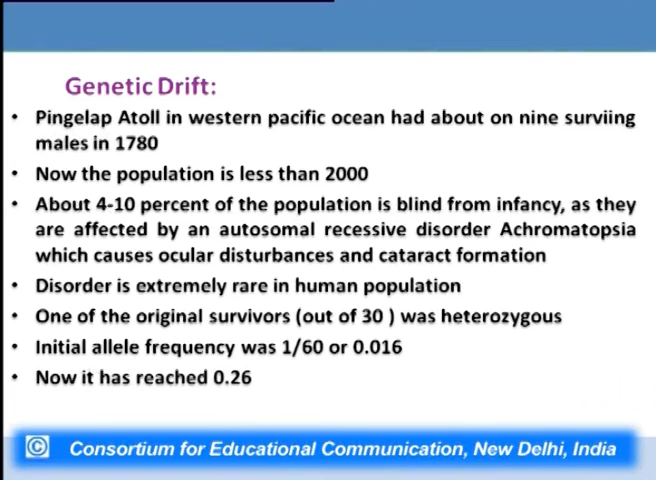 Genetic Drift:
• Pingelap Atoll in western pacific ocean had about on nine surviing
males in 1780
• Now the population is less than 2000
• About 4-10 percent of the population is blind from infancy, as they
are affected by an autosomal recessive disorder Achromatopsia
which causes ocular disturbances and cataract formation
• Disorder is extremely rare in human population
• One of the original survivors (out of 30 ) was heterozygous
• Initial allele frequency was 1/60 or 0.016
• Now it has reached 0.26
© Consortium for Educational Communication, New Delhi, India